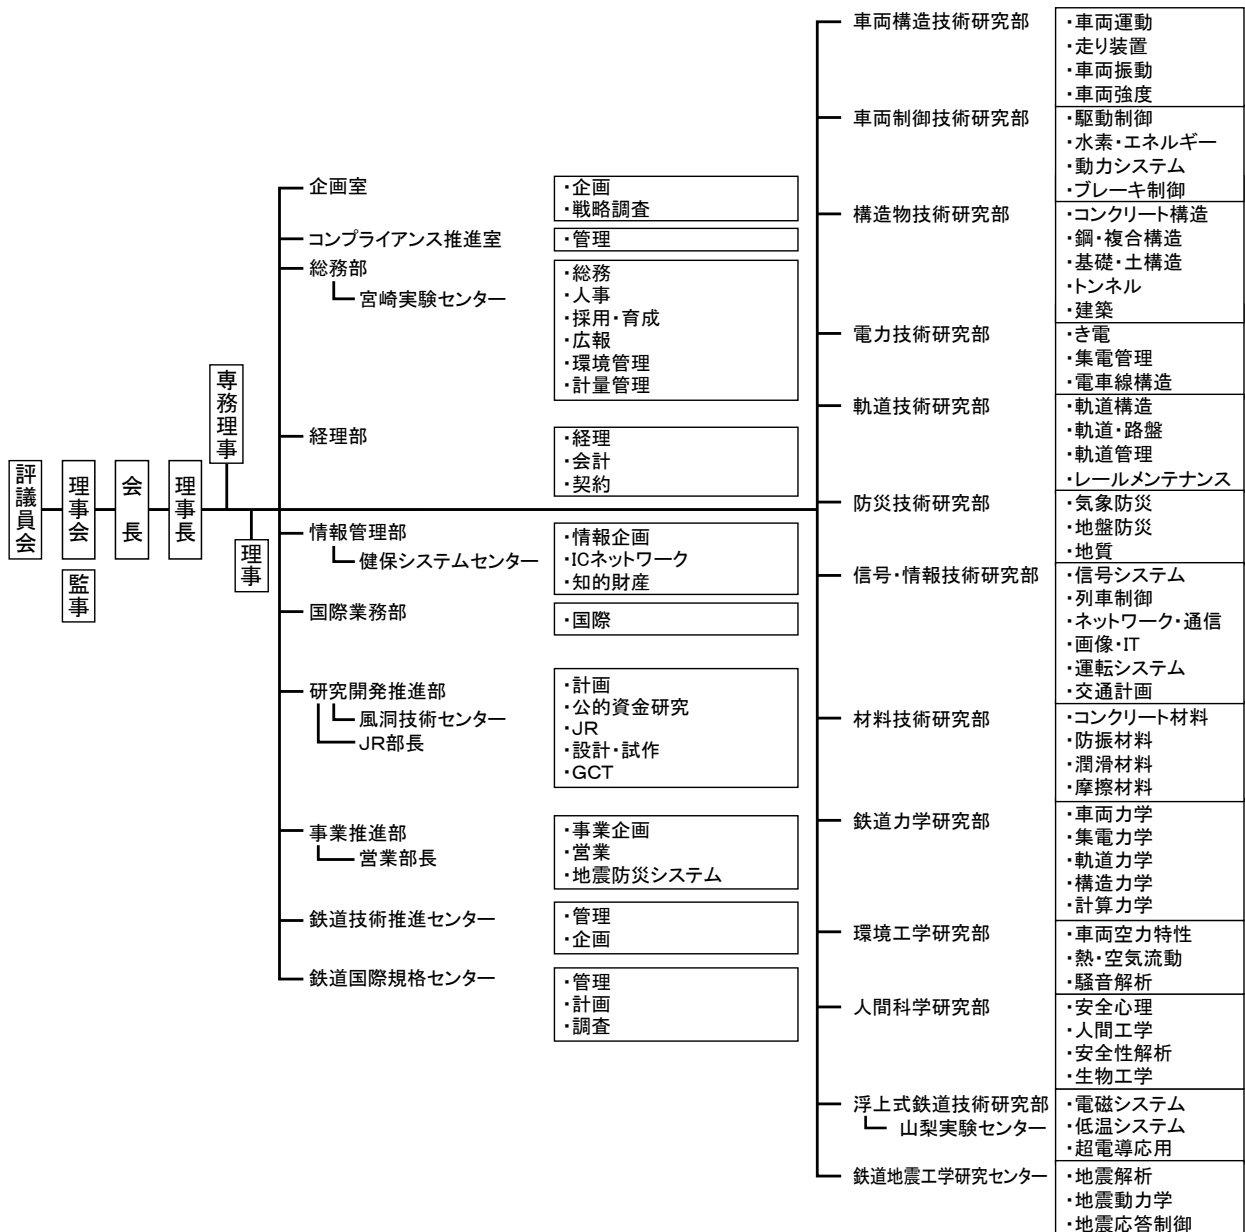 評議員会
理事会
監事
会長
理事長
専務理事
理事
企画室
・企画
・戦略調査
コンプライアンス推進室
・管理
総務部
宮崎実験センター
・総務
・人事
・採用・育成
・広報
・環境管理
・計量管理
経理部
・経理
・会計
・契約
情報管理部
健保システムセンター
・情報企画
・ICネットワーク
・知的財産
国際業務部
・国際
研究開発推進部
風洞技術センター
JR部長
・計画
・公的資金研究
・JR
・設計・試作
・GCT
事業推進部
営業部長
・事業企画
・営業
・地震防災システム
鉄道技術推進センター
・管理
・企画
鉄道国際規格センター
・管理
・計画
・調査
車両構造技術研究部
・車両運動
・走り装置
・車両振動
・車両強度
車両制御技術研究部
・駆動制御
・水素・エネルギー
・動力システム
・ブレーキ制御
構造物技術研究部
・コンクリート構造
・鋼・複合構造
・基礎・土構造
・トンネル
・建築
電力技術研究部
・き電
・集電管理
・電車線構造
軌道技術研究部
・軌道構造
・軌道・路盤
・軌道管理
・レールメンテナンス
防災技術研究部
・気象防災
・地盤防災
・地質
信号・情報技術研究部
・信号システム
・列車制御
・ネットワーク・通信
・画像・IT
・運転システム
・交通計画
材料技術研究部
・コンクリート材料
・防振材料
・潤滑材料
・摩擦材料
鉄道力学研究部
・車両力学
・集電力学
・軌道力学
・構造力学
・計算力学
環境工学研究部
・車両空力特性
・熱・空気流動
・騒音解析
人間科学研究部
・安全心理
・人間工学
・安全性解析
・生物工学
浮上式鉄道技術研究部
山梨実験センター
・電磁システム
・低温システム
・超電導応用
鉄道地震工学研究センター
・地震解析
・地震動力学
・地震応答制御